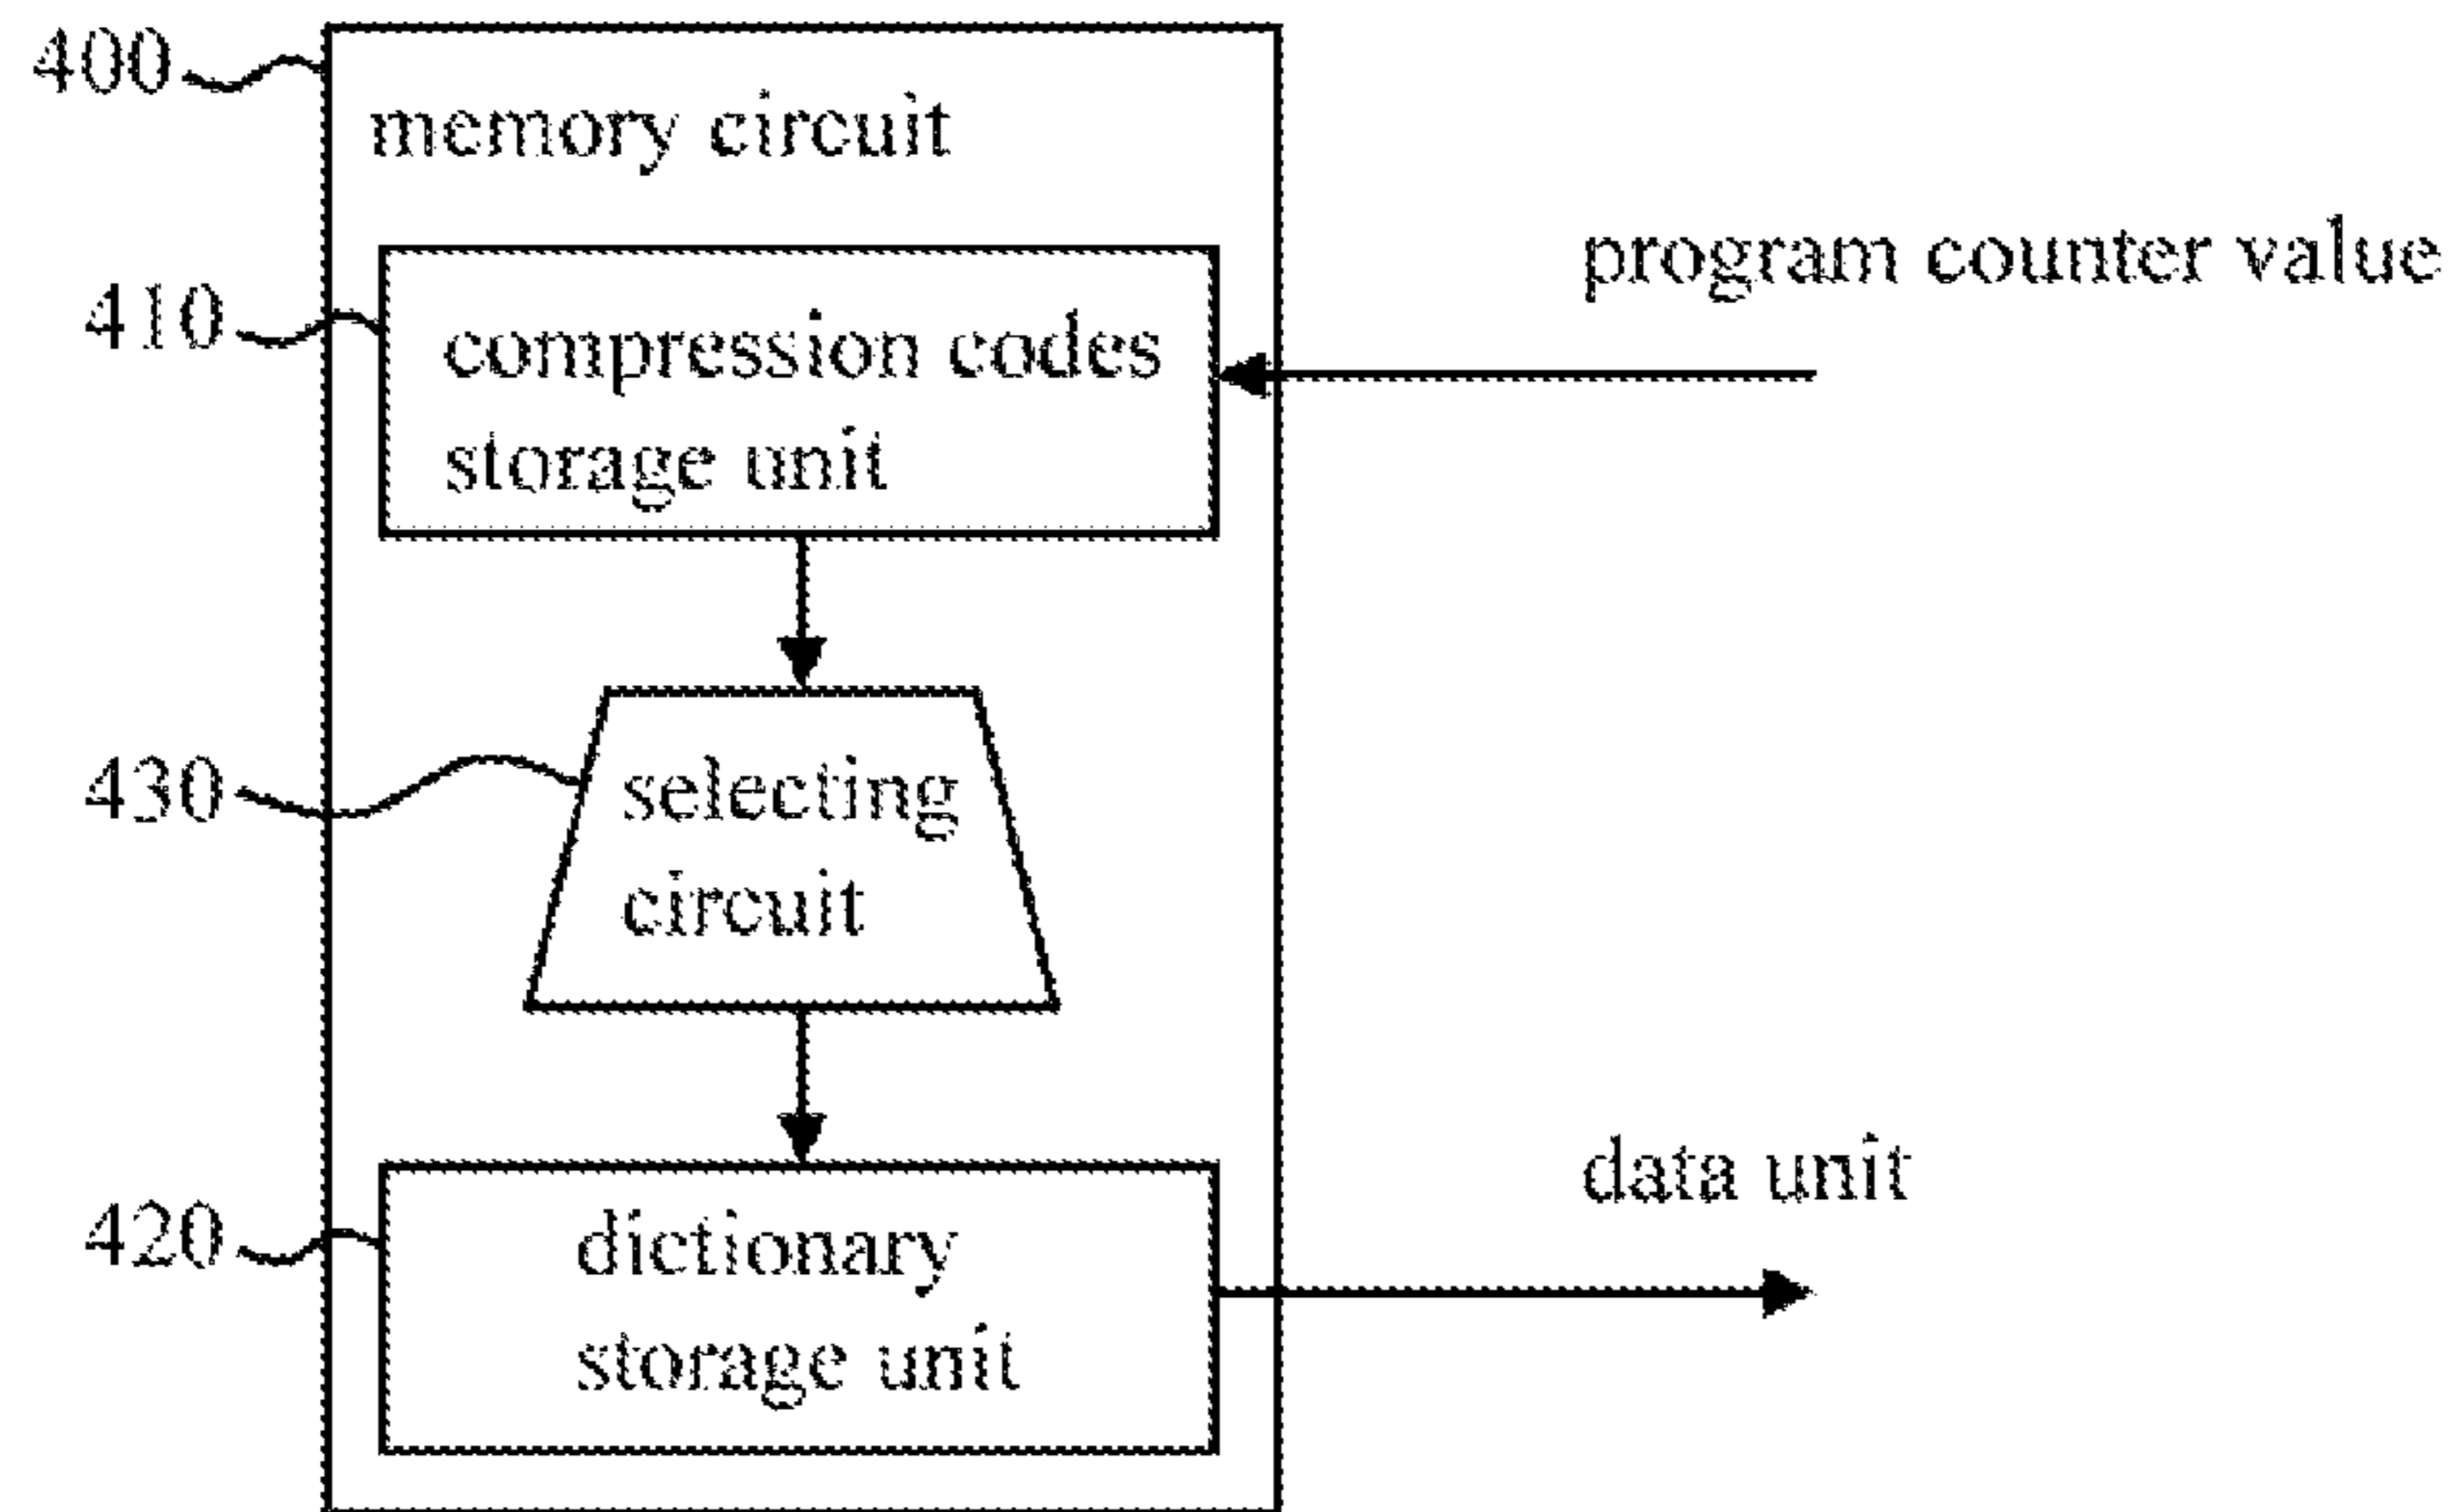 400
memory circuit
program counter value
410
compression codes
storage unit
430
selecting
circuit
data unit
420
dictionary
storage unit